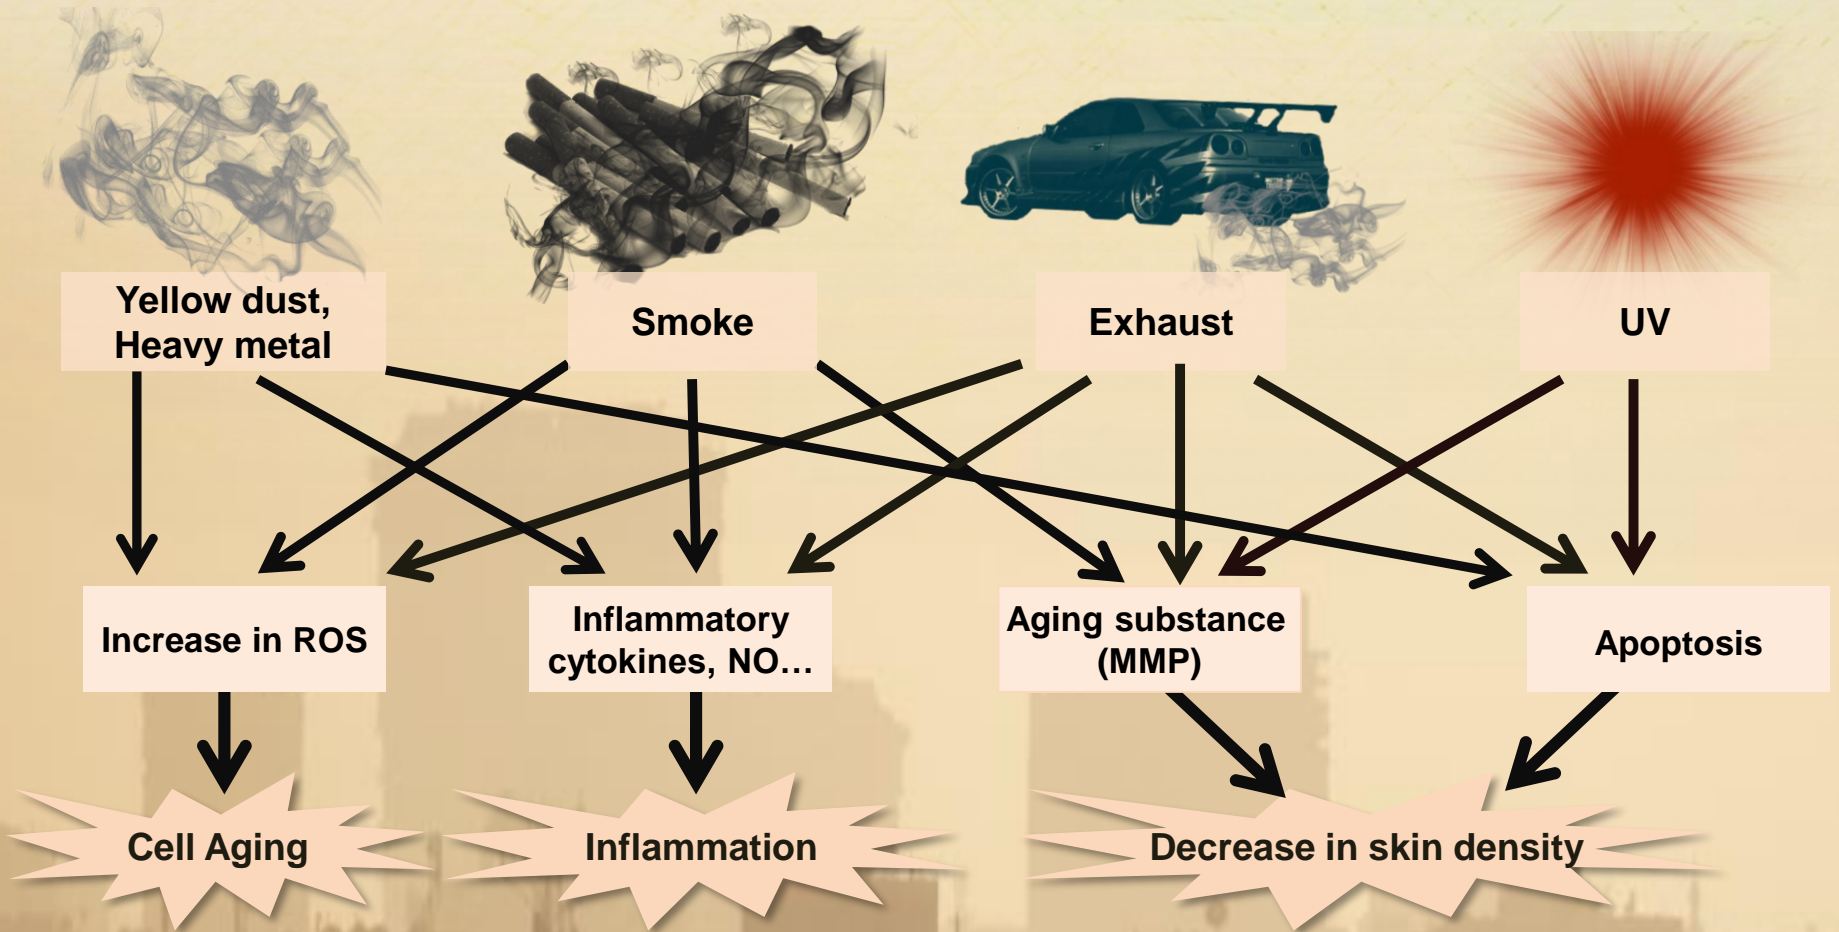 Yellow dust,
Heavy metal
Smoke
Exhaust
UV
Increase in ROS
Inflammatory
cytokines, NO…
Aging substance
(MMP)
Apoptosis
Cell Aging
Inflammation
Decrease in skin density